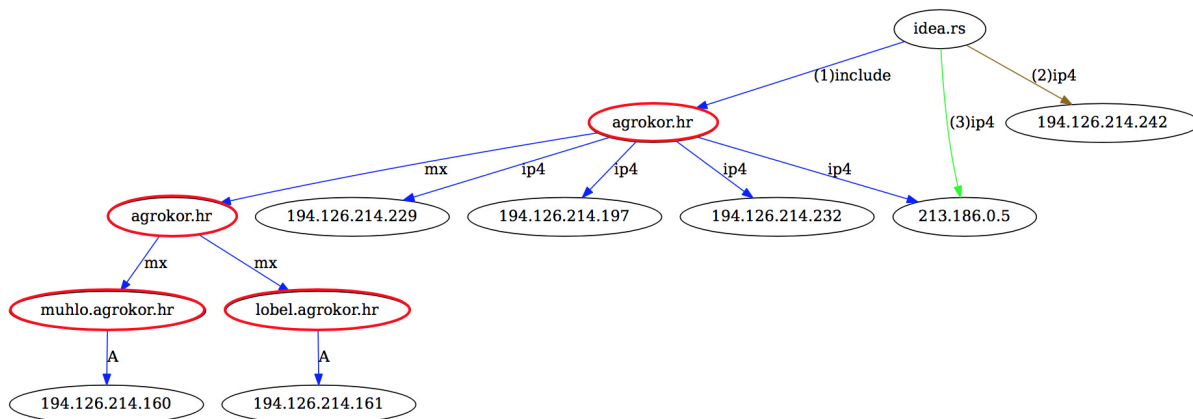 idea.rs
(1)include
(2)ip4
agrokor.hr
(3)ip4
194.126.214.242
mx
ip4
ip4
ip4
ip4
agrokor.hr
194.126.214.229
194.126.214.197
194.126.214.232
213.186.0.5
mx
mx
muhlo.agrokor.hr
lobel.agrokor.hr
A
A
194.126.214.160
194.126.214.161